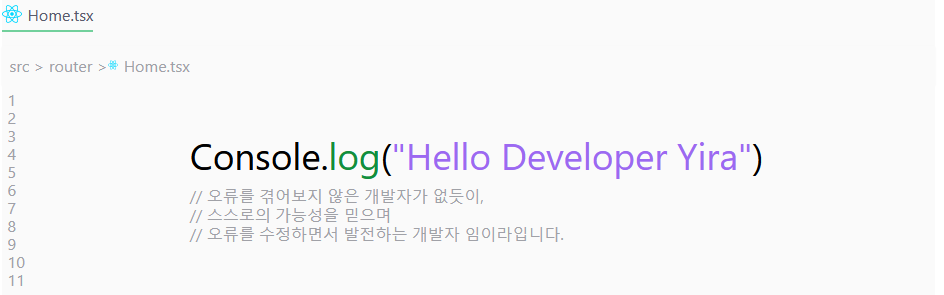 Home.tsx
src > router > Home.tsx
1
2
3
4
5
6
7
8
9
10
11
Console.log("Hello Developer Yira")
// 오류를 겪어보지 않은 개발자가 없듯이,
// 스스로의 가능성을 믿으며
// 오류를 수정하면서 발전하는 개발자 임이라입니다.